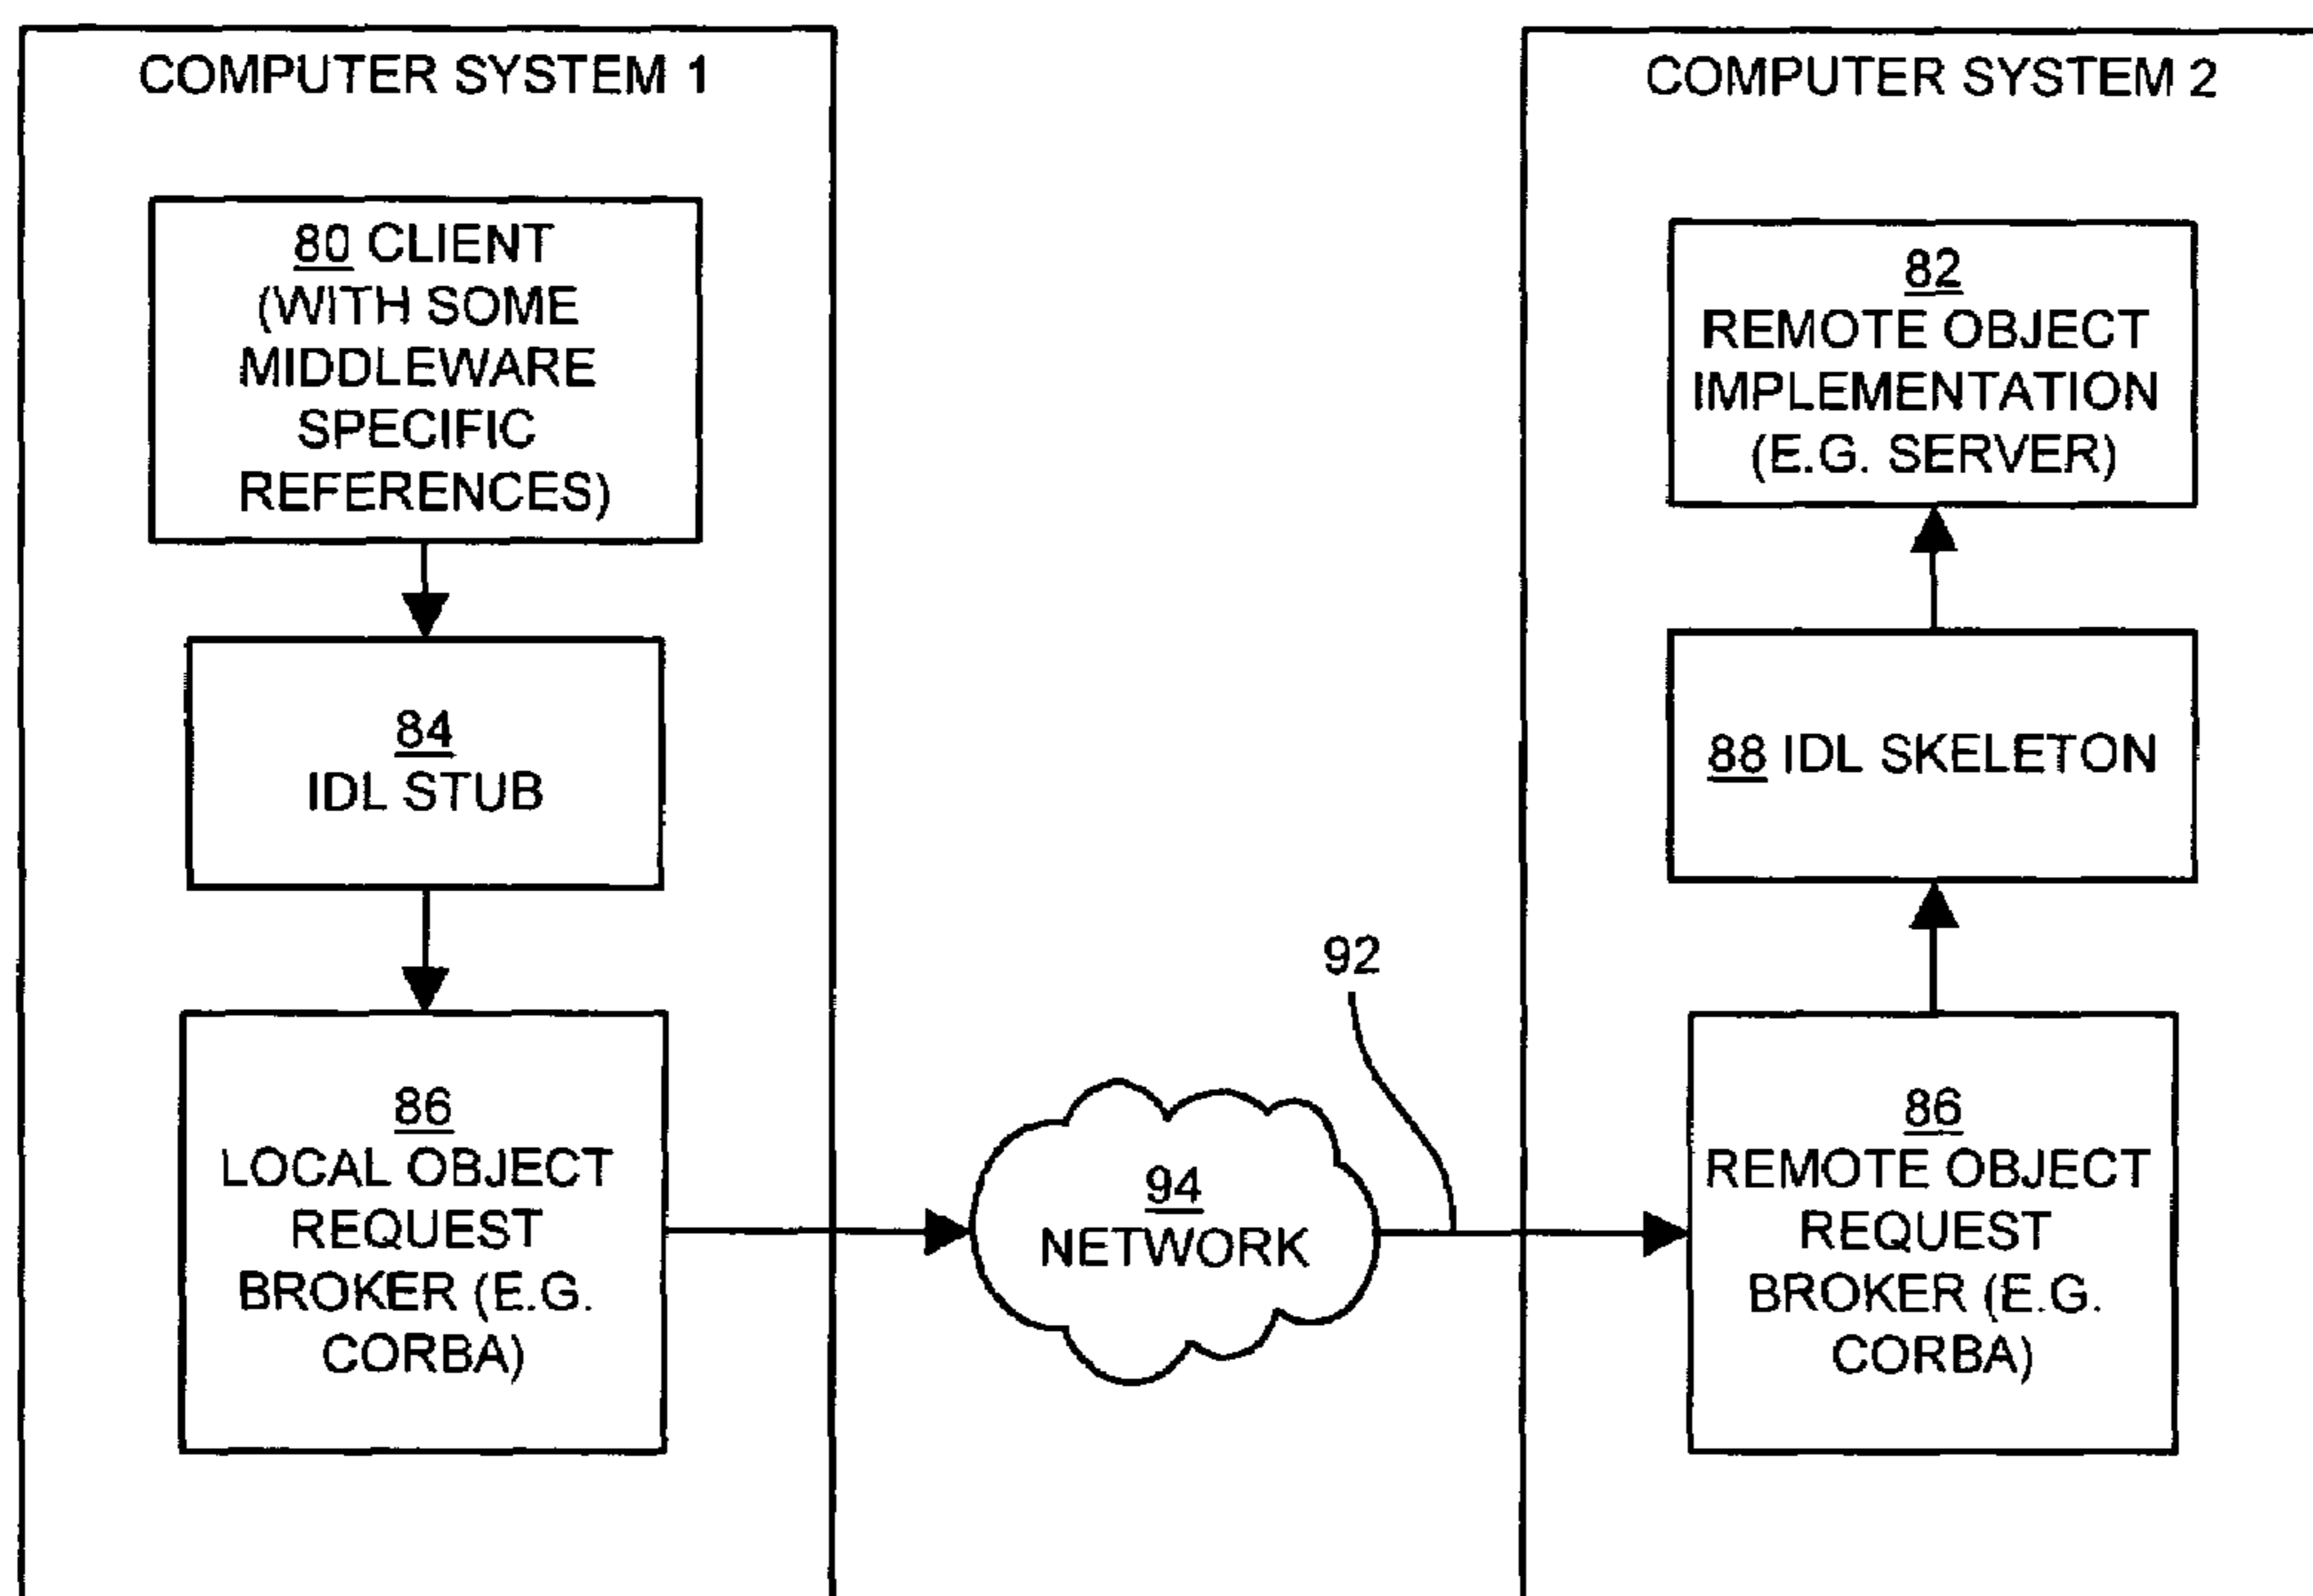 COMPUTER SYSTEM 1
80 CLIENT
(WITH SOME
MIDDLEWARE
SPECIFIC
REFERENCES)
84
IDL STUB
86
LOCAL OBJECT
REQUEST
BROKER (E.G.
CORBA)
94
NETWORK
92
COMPUTER SYSTEM 2
82
REMOTE OBJECT
IMPLEMENTATION
(E.G. SERVER)
88 IDL SKELETON
86
REMOTE OBJECT
REQUEST
BROKER (E.G.
CORBA)